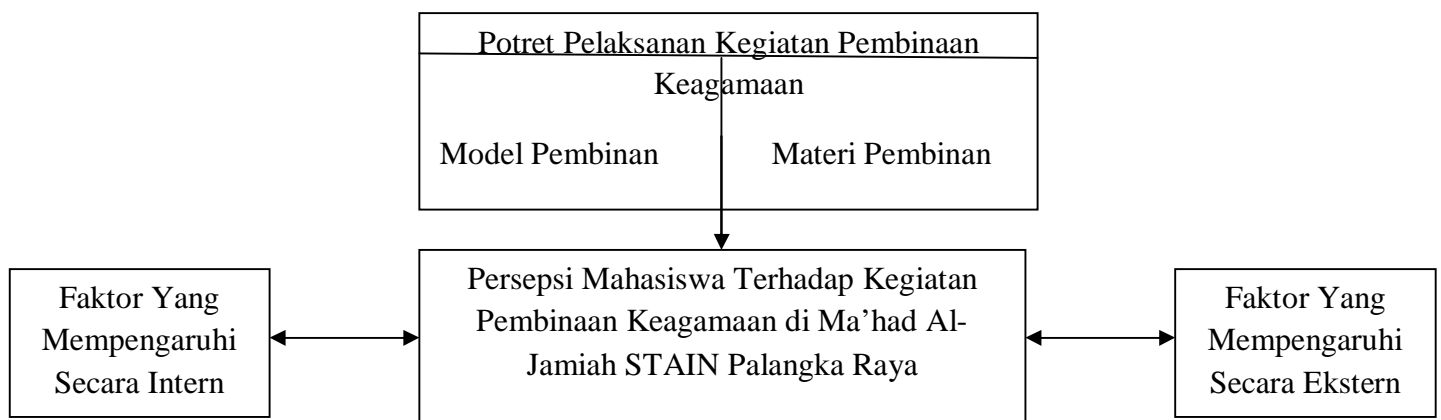 Potret Pelaksanan Kegiatan Pembinaan
Keagamaan
Model Pembinan
Materi Pembinan
Faktor Yang
Mempengaruhi
Secara Intern
Persepsi Mahasiswa Terhadap Kegiatan
Pembinaan Keagamaan di Ma’had Al-
Jamiah STAIN Palangka Raya
Faktor Yang
Mempengaruhi
Secara Ekstern